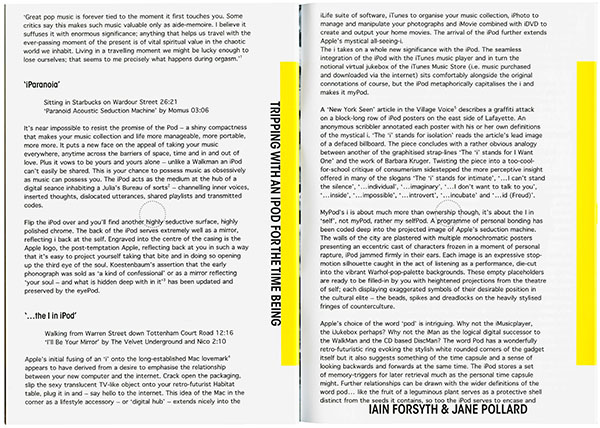 'Great pop music is forever tied to the moment it first touches you. Some
critics say this makes such music valuable only as aide-memoire. I believe it
suffuses it with enormous significance; anything that helps us travel with the
ever-passing moment of the present is of vital spiritual value in the chaotic
world we inhabit. Living in a travelling moment we might be lucky enough to
lose ourselves; that seems to me precisely what happens during orgasm.'¹
'iParanoia'
Sitting in Starbucks on Wardour Street 26:21
'Paranoid Acoustic Seduction Machine' by Momus 03:06
It's near impossible to resist the promise of the Pod – a shiny compactness
that makes your music collection and life more manageable, more portable,
more more. It puts a new face on the appeal of taking your music
everywhere, anytime across the barriers of space, time and in and out of
love. Plus it vows to be yours and yours alone – unlike a Walkman an iPod
can't easily be shared. This is your chance to possess music as obsessively
as music can possess you. The iPod acts as the medium at the hub of a
digital seance inhabiting a Julia's Bureau of sorts² – channelling inner voices,
inserted thoughts, dislocated utterances, shared playlists and transmitted
codes.
Flip the iPod over and you'll find another highly seductive surface, highly
polished chrome. The back of the iPod serves extremely well as a mirror,
reflecting i back at the self. Engraved into the centre of the casing is the
Apple logo, the post-temptation Apple, reflecting back at you in such a way
that it's easy to project yourself taking that bite and in doing so opening
up the third eye of the soul. Koestenbaum's assertion that the early
phonograph was sold as 'a kind of confessional' or as a mirror reflecting
'your soul – and what is hidden deep with in'³ has been updated and
preserved by the eyePod.
'...the I in iPod'
Walking from Warren Street down Tottenham Court Road 12:16
'I'll Be Your Mirror' by The Velvet Underground and Nico 2:10
Apple's initial fusing of an 'i' onto the long-established Mac lovemark⁴
appears to have derived from a desire to emphasise the relationship
between your new computer and the internet. Crack open the packaging,
slip the sexy translucent TV-like object onto your retro-futurist Habitat
table, plug it in and – say hello to the internet. This idea of the Mac in the
corner as a lifestyle accessory – or 'digital hub' – extends nicely into the
TRIPPING WITH AN IPOD FOR THE TIME BEING
iLife suite of software, iTunes to organise your music collection, iPhoto to
manage and manipulate your photographs and iMovie combined with iDVD to
create and output your home movies. The arrival of the iPod further extends
Apple's mystical all-seeing-i.
The i takes on a whole new significance with the iPod. The seamless
integration of the iPod with the iTunes music player and in turn the
notional virtual jukebox of the iTunes Music Store (i.e. music purchased
and downloaded via the internet) sits comfortably alongside the original
connotations of course, but the iPod metaphorically capitalises the i and
makes it myPod.
A 'New York Seen' article in the Village Voice⁵ describes a graffiti attack
on a block-long row of iPod posters on the east side of Lafayette. An
anonymous scribbler annotated each poster with his or her own definitions
of the mystical i. 'The 'i' stands for isolation' reads the article's lead image
of a defaced billboard. The piece concludes with a rather obvious analogy
between another of the graphitised strap-lines 'The 'i' stands for I Want
One' and the work of Barbara Kruger. Twisting the piece into a too-cool-
for-school critique of consumerism sidestepped the more perceptive insight
offered in many of the slogans 'The 'i' stands for intimate', '...I can't stand
the silence', '...individual', '...imaginary', '...I don't want to talk to you',
'...inside', '...impossible', '...introvert', '...incubate' and '...id (Freud)'.
MyPod's i is about much more than ownership though, it's about the I in
'self', not myPod, rather my selfPod. A programme of personal bonding has
been coded deep into the projected image of Apple's seduction machine.
The walls of the city are plastered with multiple monochromatic posters
presenting an eccentric cast of characters frozen in a moment of personal
rapture, iPod jammed firmly in their ears. Each image is an expressive stop-
motion silhouette caught in the act of listening as a performance, die-cut
into the vibrant Warhol-pop-palette backgrounds. These empty placeholders
are ready to be filled-in by you with heightened projections from the theatre
of self; each displaying exaggerated symbols of their desirable position in
the cultural elite – the beads, spikes and dreadlocks on the heavily stylised
fringes of counterculture.
Apple's choice of the word 'pod' is intriguing. Why not the iMusicplayer,
the iJukebox perhaps? Why not the iMan as the logical digital successor to
the WalkMan and the CD based DiscMan? The word Pod has a wonderfully
retro-futuristic ring evoking the stylish white rounded corners of the gadget
itself but it also suggests something of the time capsule and a sense of
looking backwards and forwards at the same time. The Pod stores a set
of memory-triggers for later retrieval much as the personal time capsule
might. Further relationships can be drawn with the wider definitions of the
word pod... like the fruit of a leguminous plant serves as a protective shell
distinct from the seeds it contains, so too the iPod serves to encase and
IAIN FORSYTH & JANE POLLARD